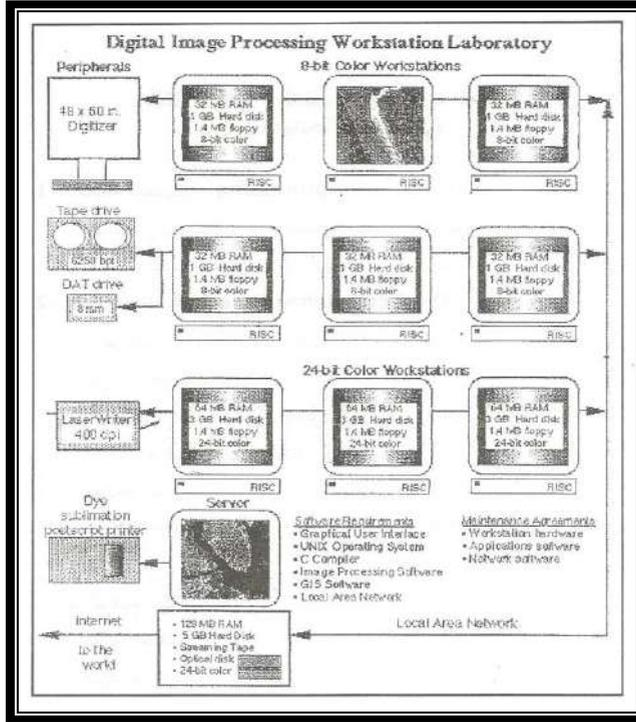 Digital Image Processing Workstation Laboratory
Peripherals
8-bit Color Workstations
48 x 60 in.
Digitizer
32 MB RAM
1 GB Hard disk
1.4 MB floppy
8-bit color
RISC
32 MB RAM
1 GB Hard disk
1.4 MB floppy
8-bit color
RISC
RISC
Tape drive
6250 bpi
DAT drive
8 mm
32 MB RAM
1 GB Hard disk
1.4 MB floppy
8-bit color
RISC
32 MB RAM
1 GB Hard disk
1.4 MB floppy
8-bit color
RISC
32 MB RAM
1 GB Hard disk
1.4 MB floppy
8-bit color
RISC
24-bit Color Workstations
LaserWriter
400 dpi
64 MB RAM
3 GB Hard disk
1.4 MB floppy
24-bit color
RISC
64 MB RAM
3 GB Hard disk
1.4 MB floppy
24-bit color
RISC
64 MB RAM
3 GB Hard disk
1.4 MB floppy
24-bit color
RISC
Dye
sublimation
postscript printer
Server
Software Requirements
• Graphical User Interface
• UNIX Operating System
• C Compiler
• Image Processing Software
• GIS Software
• Local Area Network
Maintenance Agreements
• Workstation hardware
• Applications software
• Network software
Internet
to the
world
• 128 MB RAM
• 5 GB Hard Disk
• Streaming Tape
• Optical disk
• 24-bit color
Local Area Network